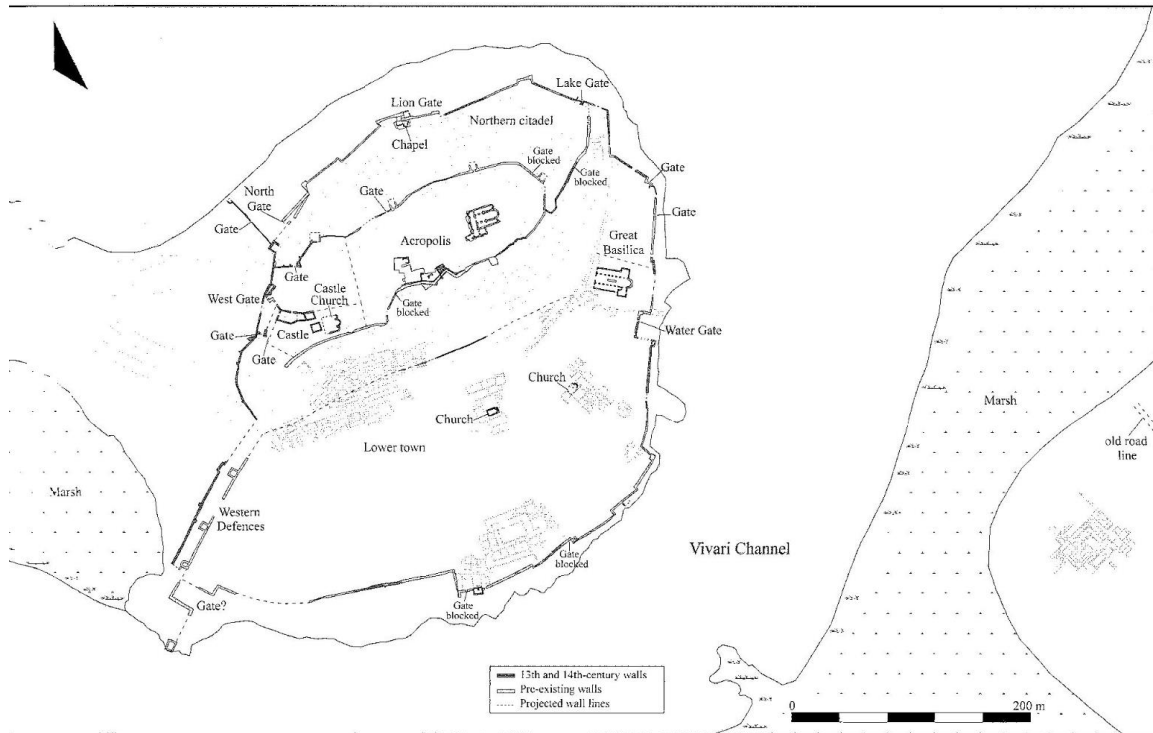 Lake Gate
Lion Gate
Northern citadel
Chapel
Gate
blocked
Gate
blocked
Gate
North
Gate
Gate
Gate
Gate
Great
Basilica
Acropolis
Gate
Castle
Church
West Gate
Gate
blocked
Gate
Castle
Water Gate
Gate
Church
Church
Marsh
Lower town
old road
line
Marsh
Western
Defences
Vivari Channel
Gate
blocked
Gate?
Gate
blocked
13th and 14th-century walls
Pre-existing walls
Projected wall lines
0
200 m